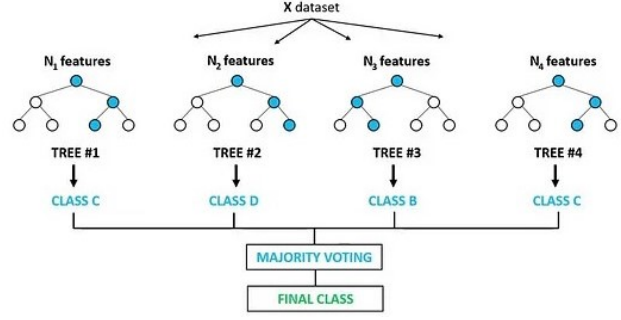 X dataset
N₁ features N₂ features N₃ features N₄ features
TREE #1 TREE #2 TREE #3 TREE #4
CLASS C CLASS D CLASS B CLASS C
MAJORITY VOTING
FINAL CLASS